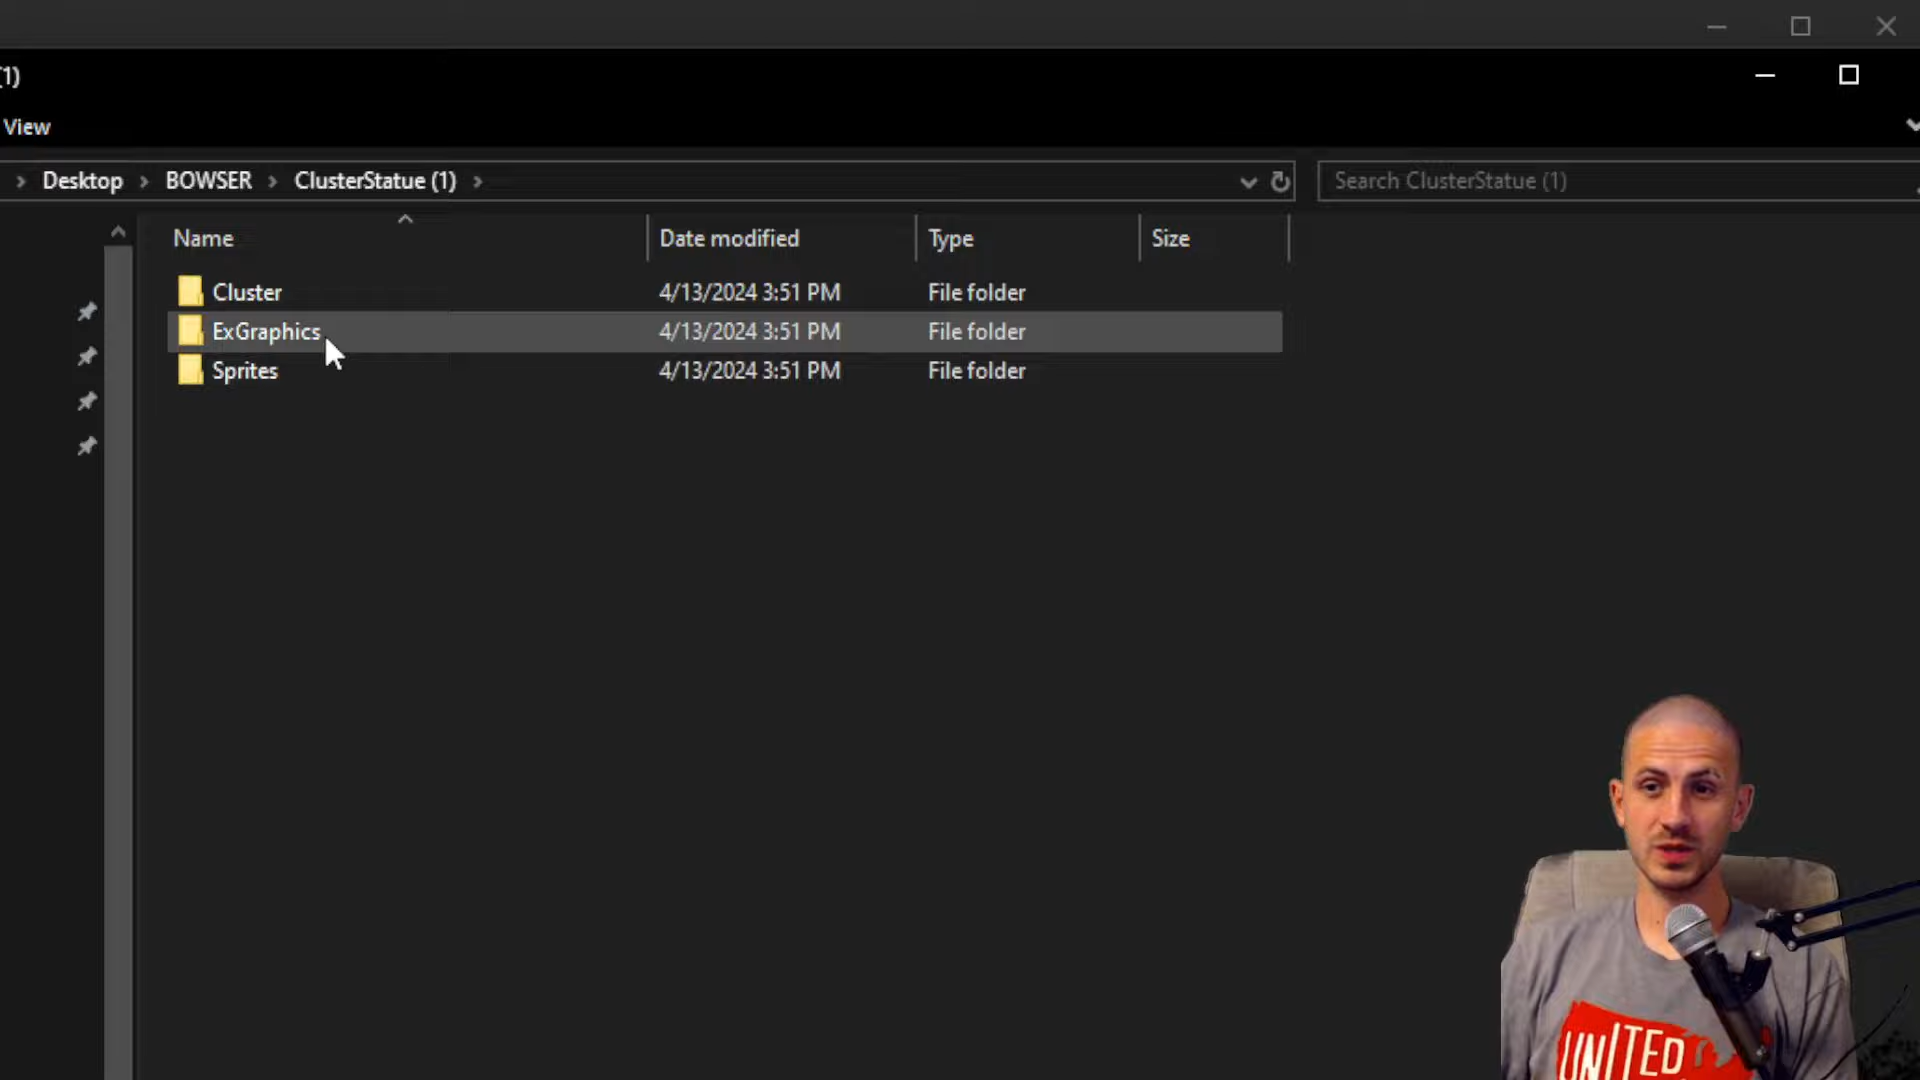 (1)
View
Desktop BOWSER ClusterStatue (1)
Search ClusterStatue (1)
Name Date modified Type Size
Cluster 4/13/2024 3:51 PM File folder
ExGraphics 4/13/2024 3:51 PM File folder
Sprites 4/13/2024 3:51 PM File folder
UNITED